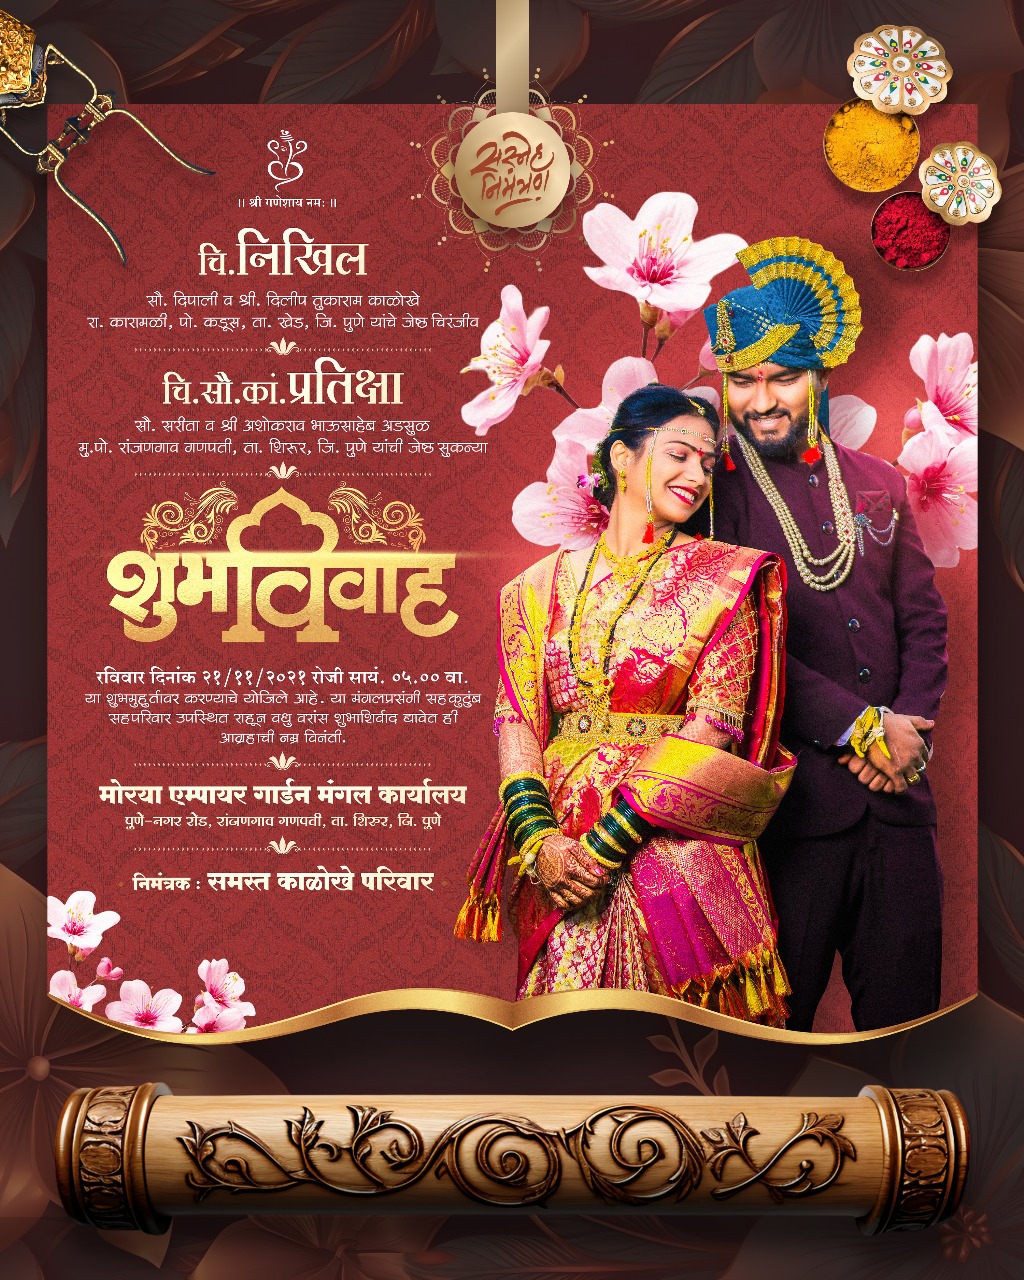 सस्नेह
निमंत्रण
।। श्री गणेशाय नमः ।।
चि.निखिल
सौ. दिपाली व श्री. दिलीप तुकाराम काळोखे
रा. कारामळी, पो. कडूस, ता. खेड, जि. पुणे यांचे जेष्ठ चिरंजीव
चि.सौ.कां.प्रतिक्षा
सौ. सरीता व श्री अशोकराव भाऊसाहेब अडसुळ
मु.पो. रांजणगाव गणपती, ता. शिरूर, जि. पुणे यांची जेष्ठ सुकन्या
शुभविवाह
रविवार दिनांक २१/११/२०२१ रोजी सायं. ०५.०० वा.
या शुभमुहुर्तावर करण्याचे योजिले आहे. या मंगलप्रसंगी सहकुटुंब
सहपरिवार उपस्थित राहून वधु वरांस शुभाशिर्वाद द्यावेत ही
आग्रहाची नम्र विनंती.
मोरया एम्पायर गार्डन मंगल कार्यालय
पुणे-नगर रोड, रांजणगाव गणपती, ता. शिरुर, जि. पुणे
निमंत्रक : समस्त काळोखे परिवार